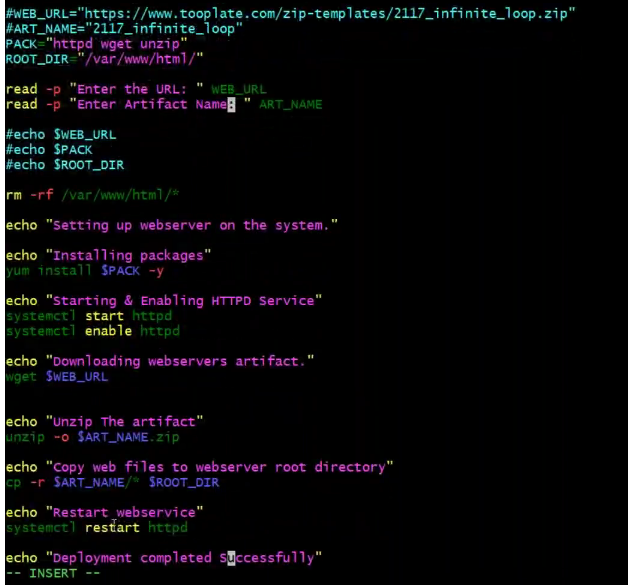 #WEB_URL="https://www.tooplate.com/zip-templates/2117_infinite_loop.zip"
#ART_NAME="2117_infinite_loop"
PACK="httpd wget unzip"
ROOT_DIR="/var/www/html/"
read -p "Enter the URL: " WEB_URL
read -p "Enter Artifact Name: " ART_NAME
#echo $WEB_URL
#echo $PACK
#echo $ROOT_DIR
rm -rf /var/www/html/*
echo "Setting up webserver on the system."
echo "Installing packages"
yum install $PACK -y
echo "Starting & Enabling HTTPD Service"
systemctl start httpd
systemctl enable httpd
echo "Downloading webservers artifact."
wget $WEB_URL
echo "Unzip The artifact"
unzip -o $ART_NAME.zip
echo "Copy web files to webserver root directory"
cp -r $ART_NAME/* $ROOT_DIR
echo "Restart webservice"
systemctl restart httpd
echo "Deployment completed Successfully"
-- INSERT --